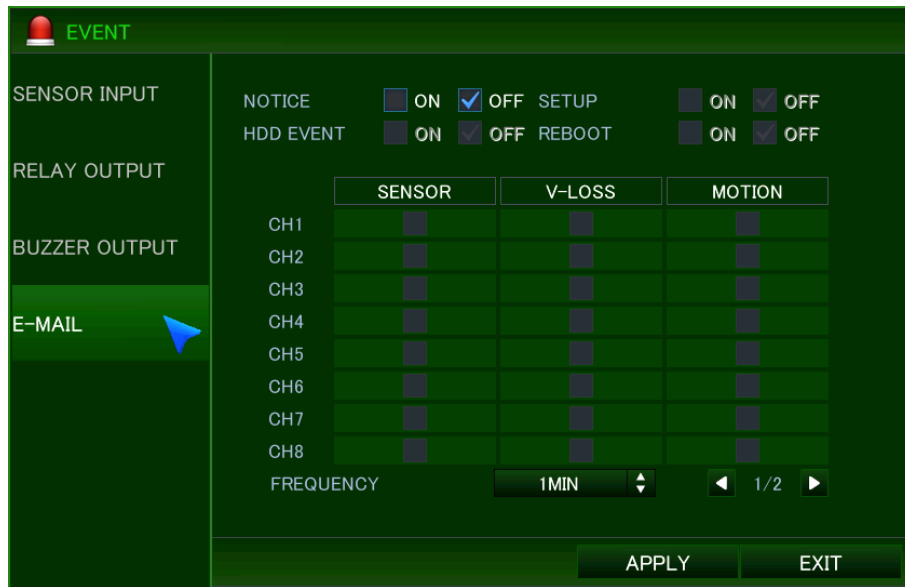 EVENT
SENSOR INPUT
RELAY OUTPUT
BUZZER OUTPUT
E-MAIL
NOTICE ON OFF SETUP ON OFF
HDD EVENT ON OFF REBOOT ON OFF
SENSOR V-LOSS MOTION
CH1
CH2
CH3
CH4
CH5
CH6
CH7
CH8
FREQUENCY 1MIN 1/2
APPLY EXIT